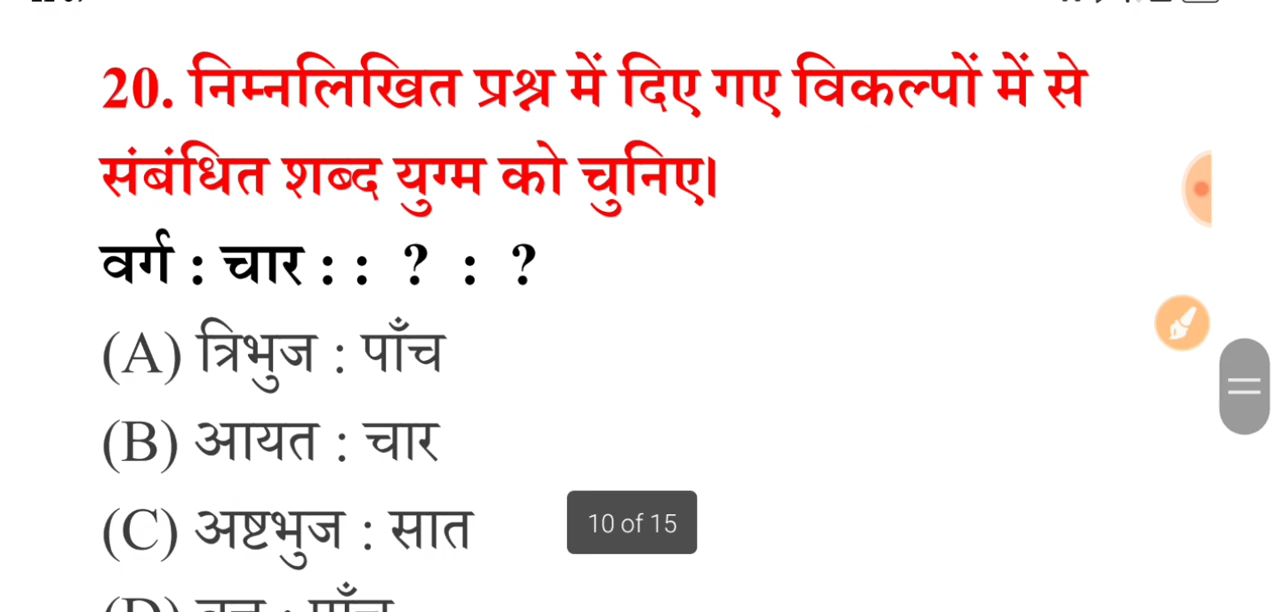 20. निम्नलिखित प्रश्न में दिए गए विकल्पों में से
संबंधित शब्द युग्म को चुनिए।
वर्ग : चार : : ? : ?
(A) त्रिभुज : पाँच
(B) आयत : चार
(C) अष्टभुज : सात
10 of 15